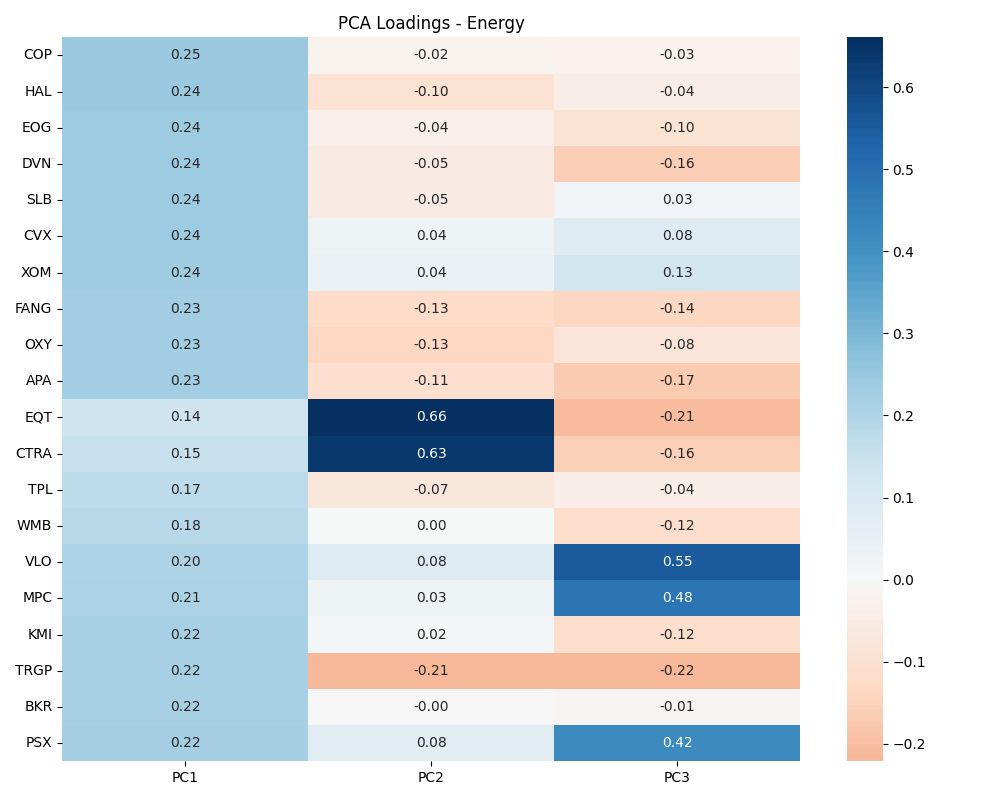 PCA Loadings - Energy
COP 0.25 -0.02 -0.03
HAL 0.24 -0.10 -0.04
EOG 0.24 -0.04 -0.10
DVN 0.24 -0.05 -0.16
SLB 0.24 -0.05 0.03
CVX 0.24 0.04 0.08
XOM 0.24 0.04 0.13
FANG 0.23 -0.13 -0.14
OXY 0.23 -0.13 -0.08
APA 0.23 -0.11 -0.17
EQT 0.14 0.66 -0.21
CTRA 0.15 0.63 -0.16
TPL 0.17 -0.07 -0.04
WMB 0.18 0.00 -0.12
VLO 0.20 0.08 0.55
MPC 0.21 0.03 0.48
KMI 0.22 0.02 -0.12
TRGP 0.22 -0.21 -0.22
BKR 0.22 -0.00 -0.01
PSX 0.22 0.08 0.42
PC1 PC2 PC3
0.6
0.5
0.4
0.3
0.2
0.1
0.0
−0.1
−0.2